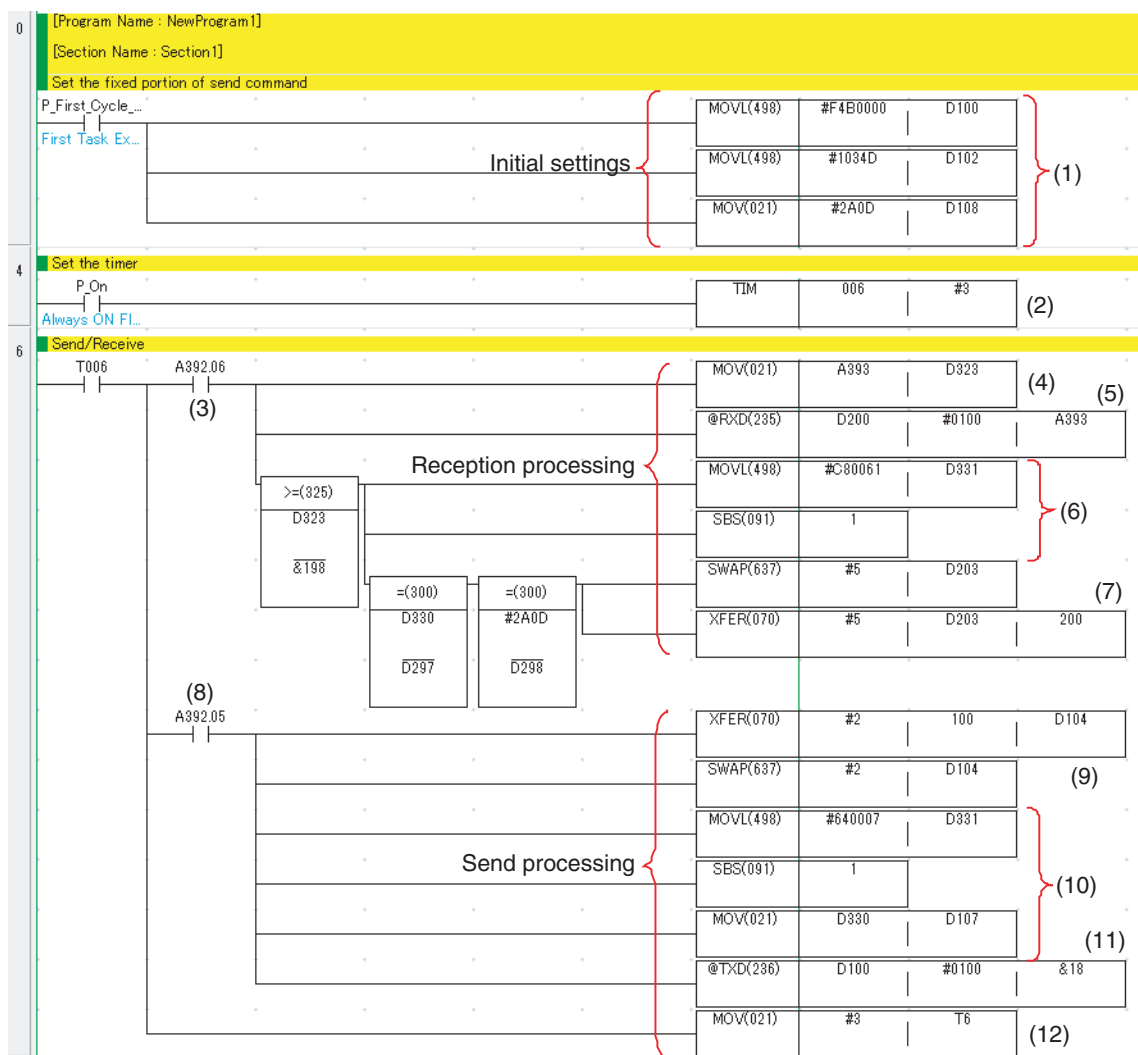 0
[Program Name : NewProgram1]
[Section Name : Section1]
Set the fixed portion of send command
P_First_Cycle_...
First Task Ex...
Initial settings
MOVL(498) #F4B0000 D100
MOVL(498) #1034D D102
MOV(021) #2A0D D108
(1)
4
Set the timer
P_On
Always ON Fl...
TIM 006 #3
(2)
6
Send/Receive
T006 A392.06
(3)
MOV(021) A393 D323
(4)
(5)
@RXD(235) D200 #0100 A393
Reception processing
MOVL(498) #C80061 D331
SBS(091) 1
(6)
>=(325)
D323
&198
SWAP(637) #5 D203
(7)
=(300) =(300)
D330 #2A0D
D297 D298
XFER(070) #5 D203 200
(8)
A392.05
XFER(070) #2 100 D104
SWAP(637) #2 D104
(9)
MOVL(498) #640007 D331
Send processing
SBS(091) 1
(10)
MOV(021) D330 D107
(11)
@TXD(236) D100 #0100 &18
MOV(021) #3 T6
(12)